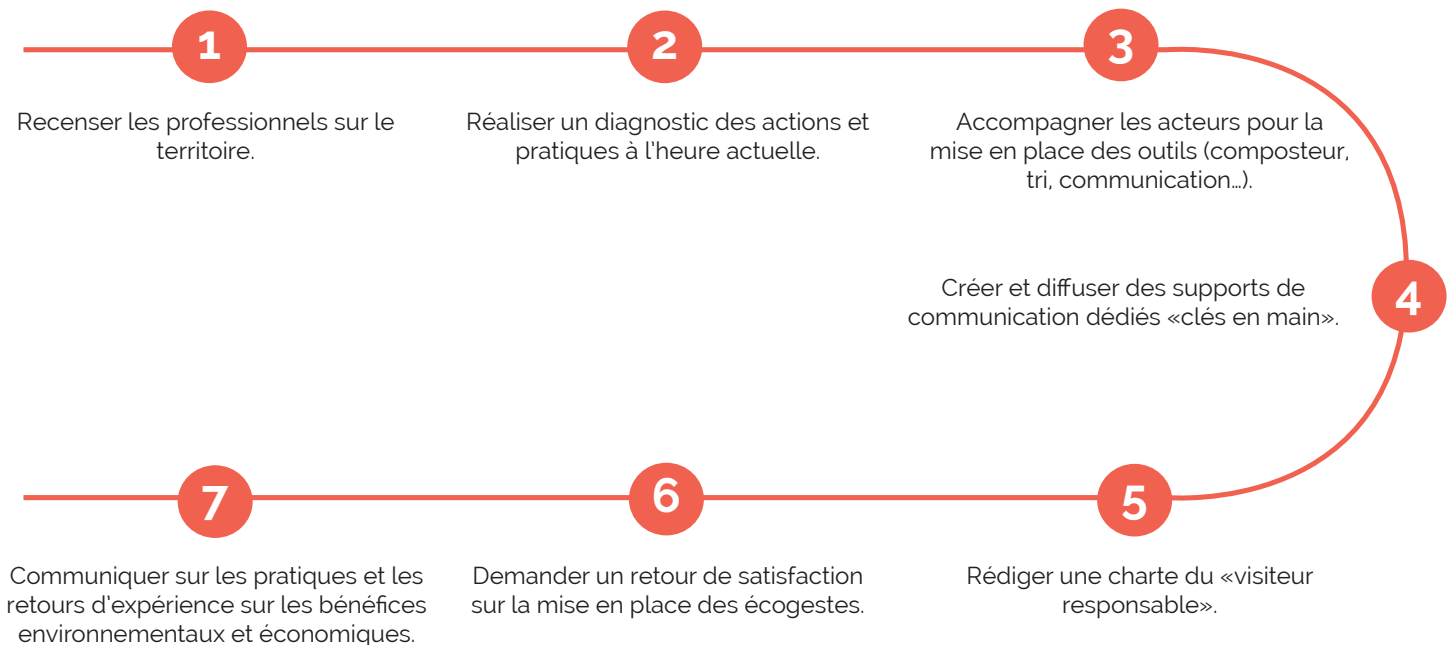 1
Recenser les professionnels sur le
territoire.
2
Réaliser un diagnostic des actions et
pratiques à l'heure actuelle.
3
Accompagner les acteurs pour la
mise en place des outils (composteur,
tri, communication…).
4
Créer et diffuser des supports de
communication dédiés «clés en main».
5
Rédiger une charte du «visiteur
responsable».
6
Demander un retour de satisfaction
sur la mise en place des écogestes.
7
Communiquer sur les pratiques et les
retours d'expérience sur les bénéfices
environnementaux et économiques.